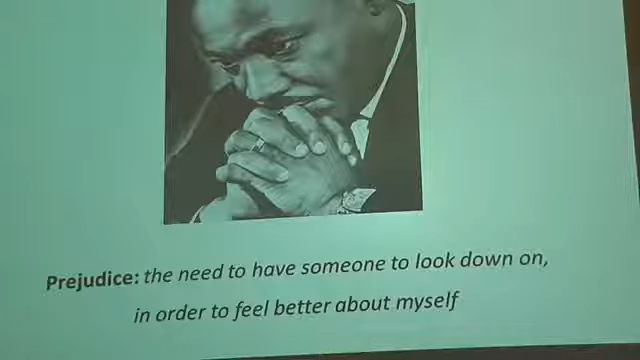 Prejudice: the need to have someone to look down on,
in order to feel better about myself